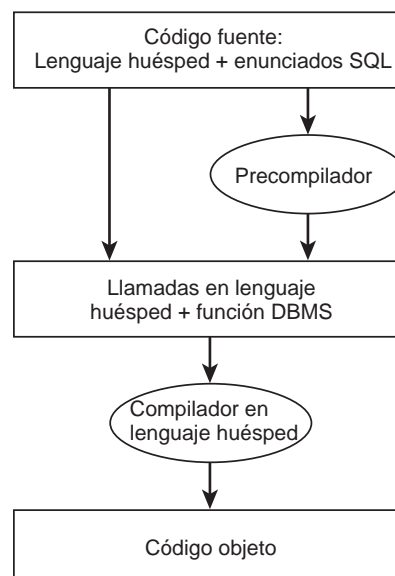 Código fuente:
Lenguaje huésped + enunciados SQL
Precompilador
Llamadas en lenguaje
huésped + función DBMS
Compilador en
lenguaje huésped
Código objeto